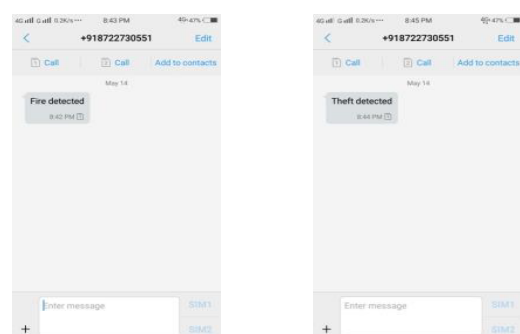 8:43 PM
47%
+918722730551
Edit
Call
Call
Add to contacts
May 14
Fire detected
8:42 PM
Enter message
SIM1
SIM2
8:45 PM
47%
+918722730551
Edit
Call
Call
Add to contacts
May 14
Theft detected
8:44 PM
Enter message
SIM1
SIM2